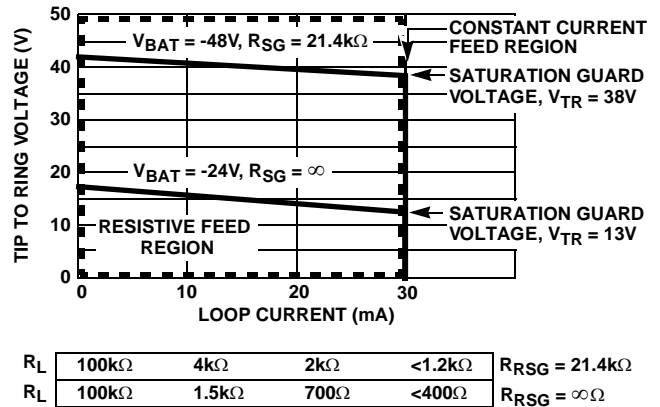 50
40
30
20
10
0
TIP TO RING VOLTAGE (V)
V_BAT = -48V, R_SG = 21.4kΩ
V_BAT = -24V, R_SG = ∞
RESISTIVE FEED
REGION
CONSTANT CURRENT
FEED REGION
SATURATION GUARD
VOLTAGE, V_TR = 38V
SATURATION GUARD
VOLTAGE, V_TR = 13V
0 10 20 30
LOOP CURRENT (mA)
R_L 100kΩ 4kΩ 2kΩ <1.2kΩ R_RSG = 21.4kΩ
R_L 100kΩ 1.5kΩ 700Ω <400Ω R_RSG = ∞Ω